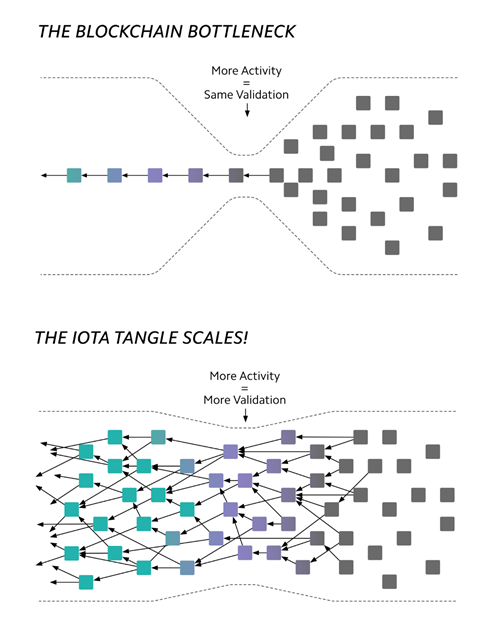 THE BLOCKCHAIN BOTTLENECK
More Activity
=
Same Validation
THE IOTA TANGLE SCALES!
More Activity
=
More Validation